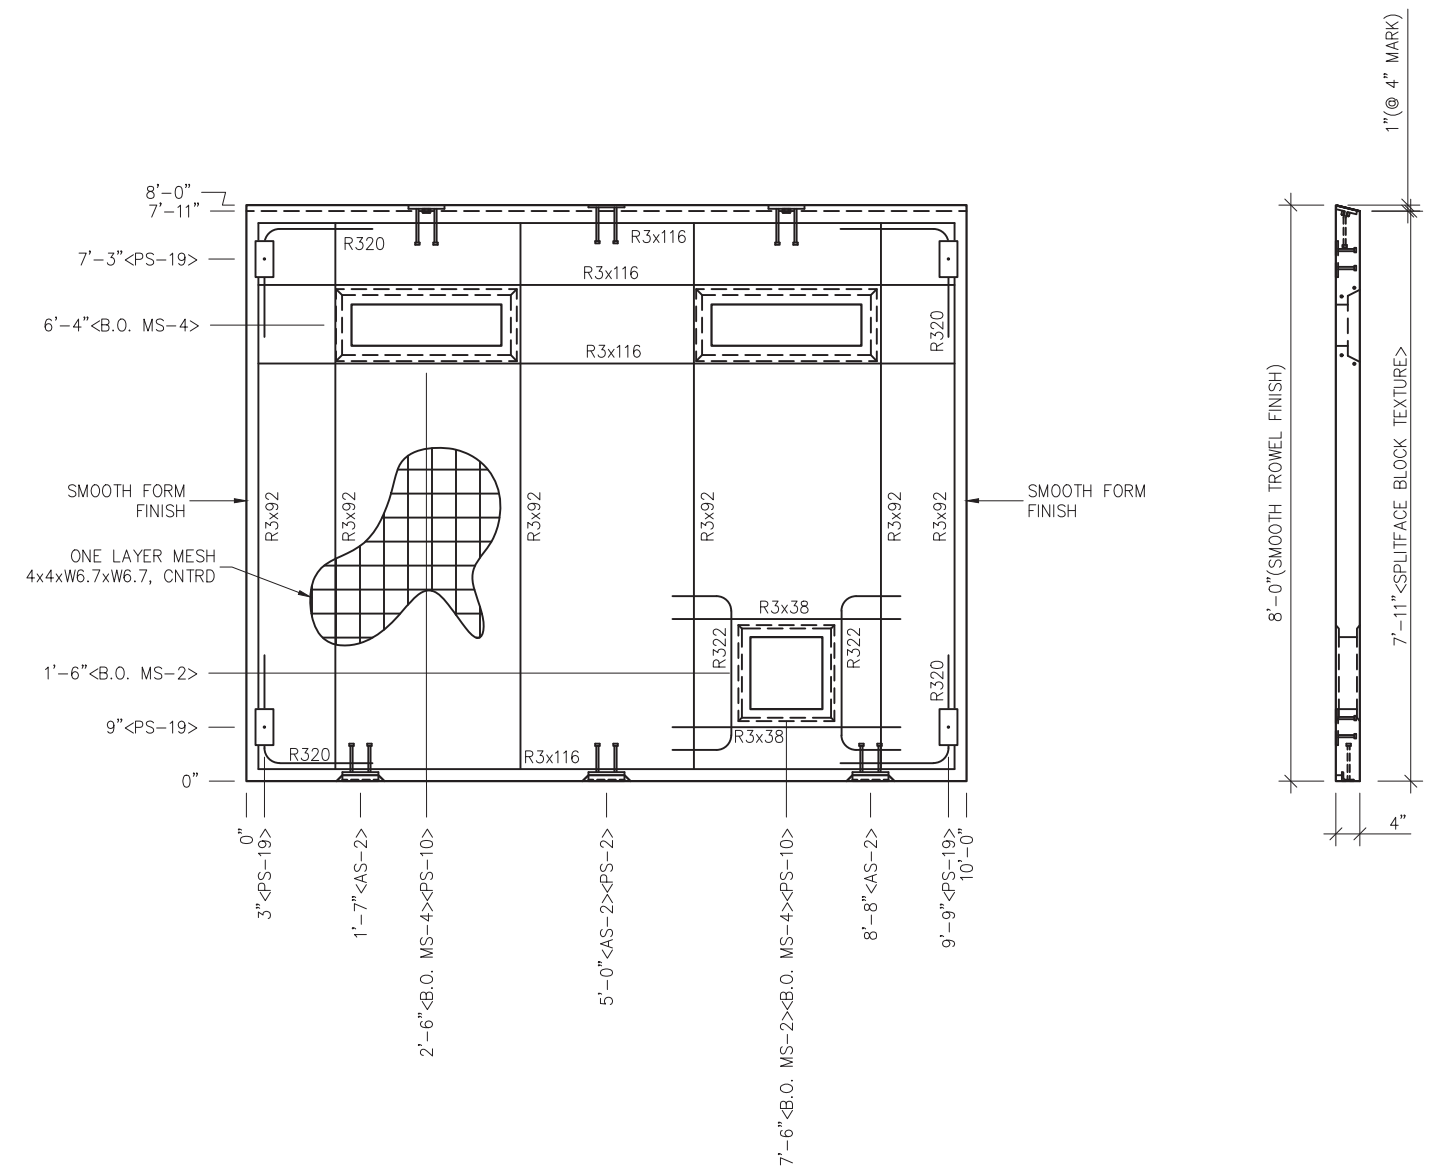 1”(@ 4” MARK)
8’-0”
7’-11”
R320
R3x116
7’-3”<PS-19>
R3x116
6’-4”<B.O. MS-4>
R320
R3x116
8’-0”(SMOOTH TROWEL FINISH)
7’-11”<SPLITFACE BLOCK TEXTURE>
SMOOTH FORM
FINISH
R3x92
R3x92
R3x92
R3x92
R3x92
R3x92
SMOOTH FORM
FINISH
ONE LAYER MESH
4x4xW6.7xW6.7, CNTRD
R3x38
R322
R322
1’-6”<B.O. MS-2>
R320
9”<PS-19>
R3x38
R320
R3x116
0”
4”
0”
3”<PS-19>
1’-7”<AS-2>
2’-6”<B.O. MS-4><PS-10>
5’-0”<AS-2><PS-2>
7’-6”<B.O. MS-2><B.O. MS-4><PS-10>
8’-8”<AS-2>
9’-9”<PS-19>
10’-0”